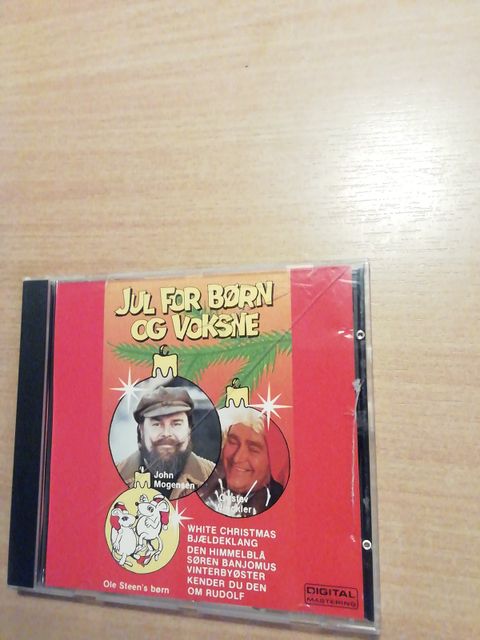 JUL FOR BØRN
OG VOKSNE
John
Mogensen
WHITE CHRISTMAS
BJÆLDEKLANG
DEN HIMMELBLÅ
SØREN BANJOMUS
VINTERBYØSTER
KENDER DU DEN
OM RUDOLF
Ole Steen's børn
DIGITAL
MASTERING